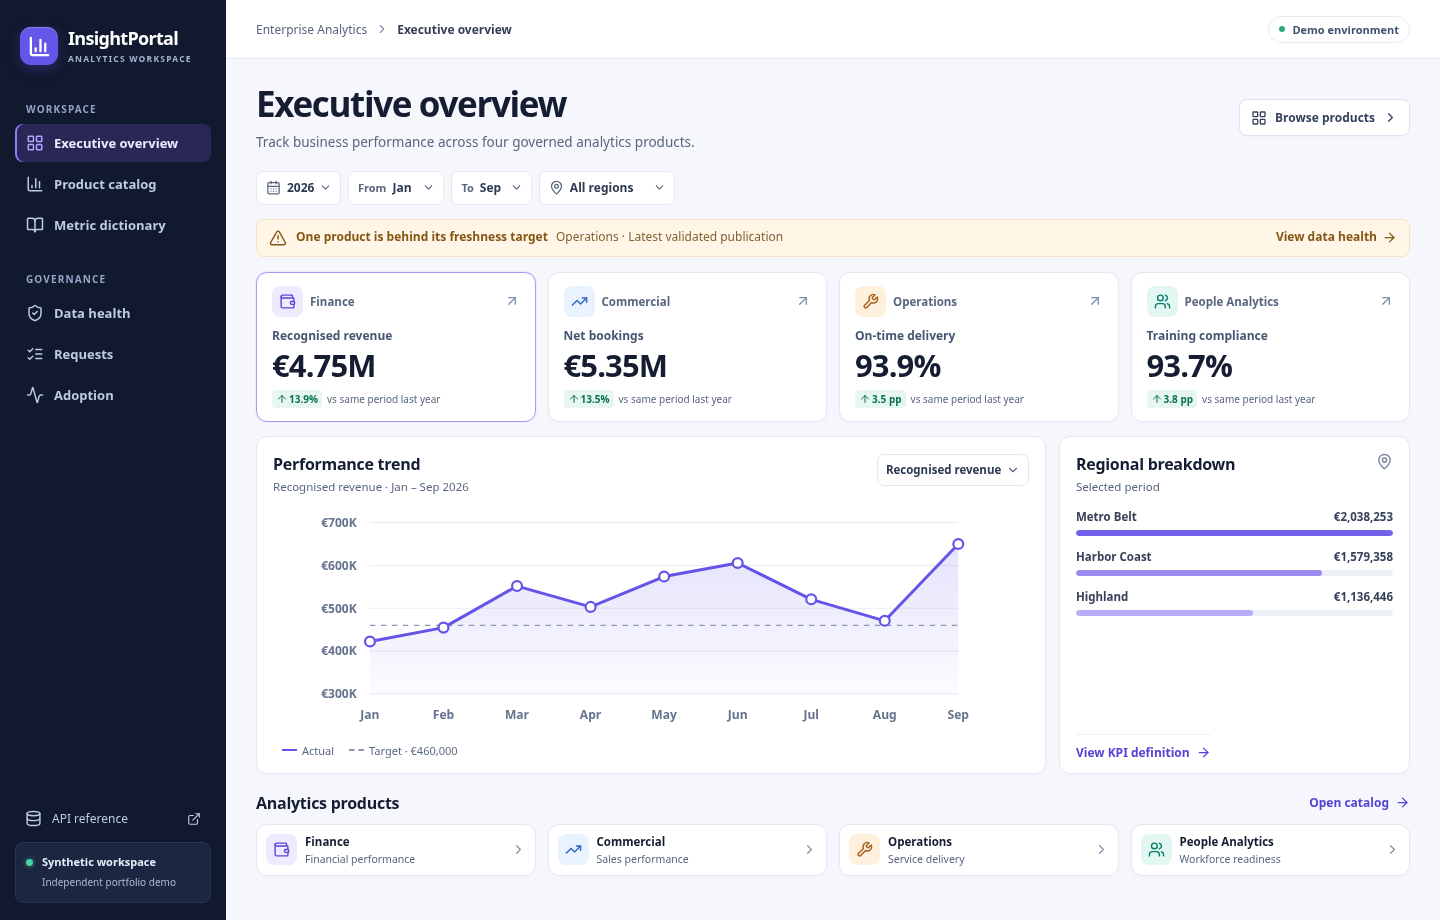 InsightPortal
ANALYTICS WORKSPACE
WORKSPACE
Executive overview
Product catalog
Metric dictionary
GOVERNANCE
Data health
Requests
Adoption
API reference
Synthetic workspace
Independent portfolio demo
Enterprise Analytics > Executive overview
Demo environment
Executive overview
Track business performance across four governed analytics products.
Browse products
2026
From Jan
To Sep
All regions
One product is behind its freshness target Operations · Latest validated publication
View data health
Finance
Recognised revenue
€4.75M
↑ 13.9% vs same period last year
Commercial
Net bookings
€5.35M
↑ 13.5% vs same period last year
Operations
On-time delivery
93.9%
↑ 3.5 pp vs same period last year
People Analytics
Training compliance
93.7%
↑ 3.8 pp vs same period last year
Performance trend
Recognised revenue · Jan – Sep 2026
Recognised revenue
€700K
€600K
€500K
€400K
€300K
Jan Feb Mar Apr May Jun Jul Aug Sep
Actual Target · €460,000
Regional breakdown
Selected period
Metro Belt €2,038,253
Harbor Coast €1,579,358
Highland €1,136,446
View KPI definition
Analytics products
Open catalog
Finance
Financial performance
Commercial
Sales performance
Operations
Service delivery
People Analytics
Workforce readiness